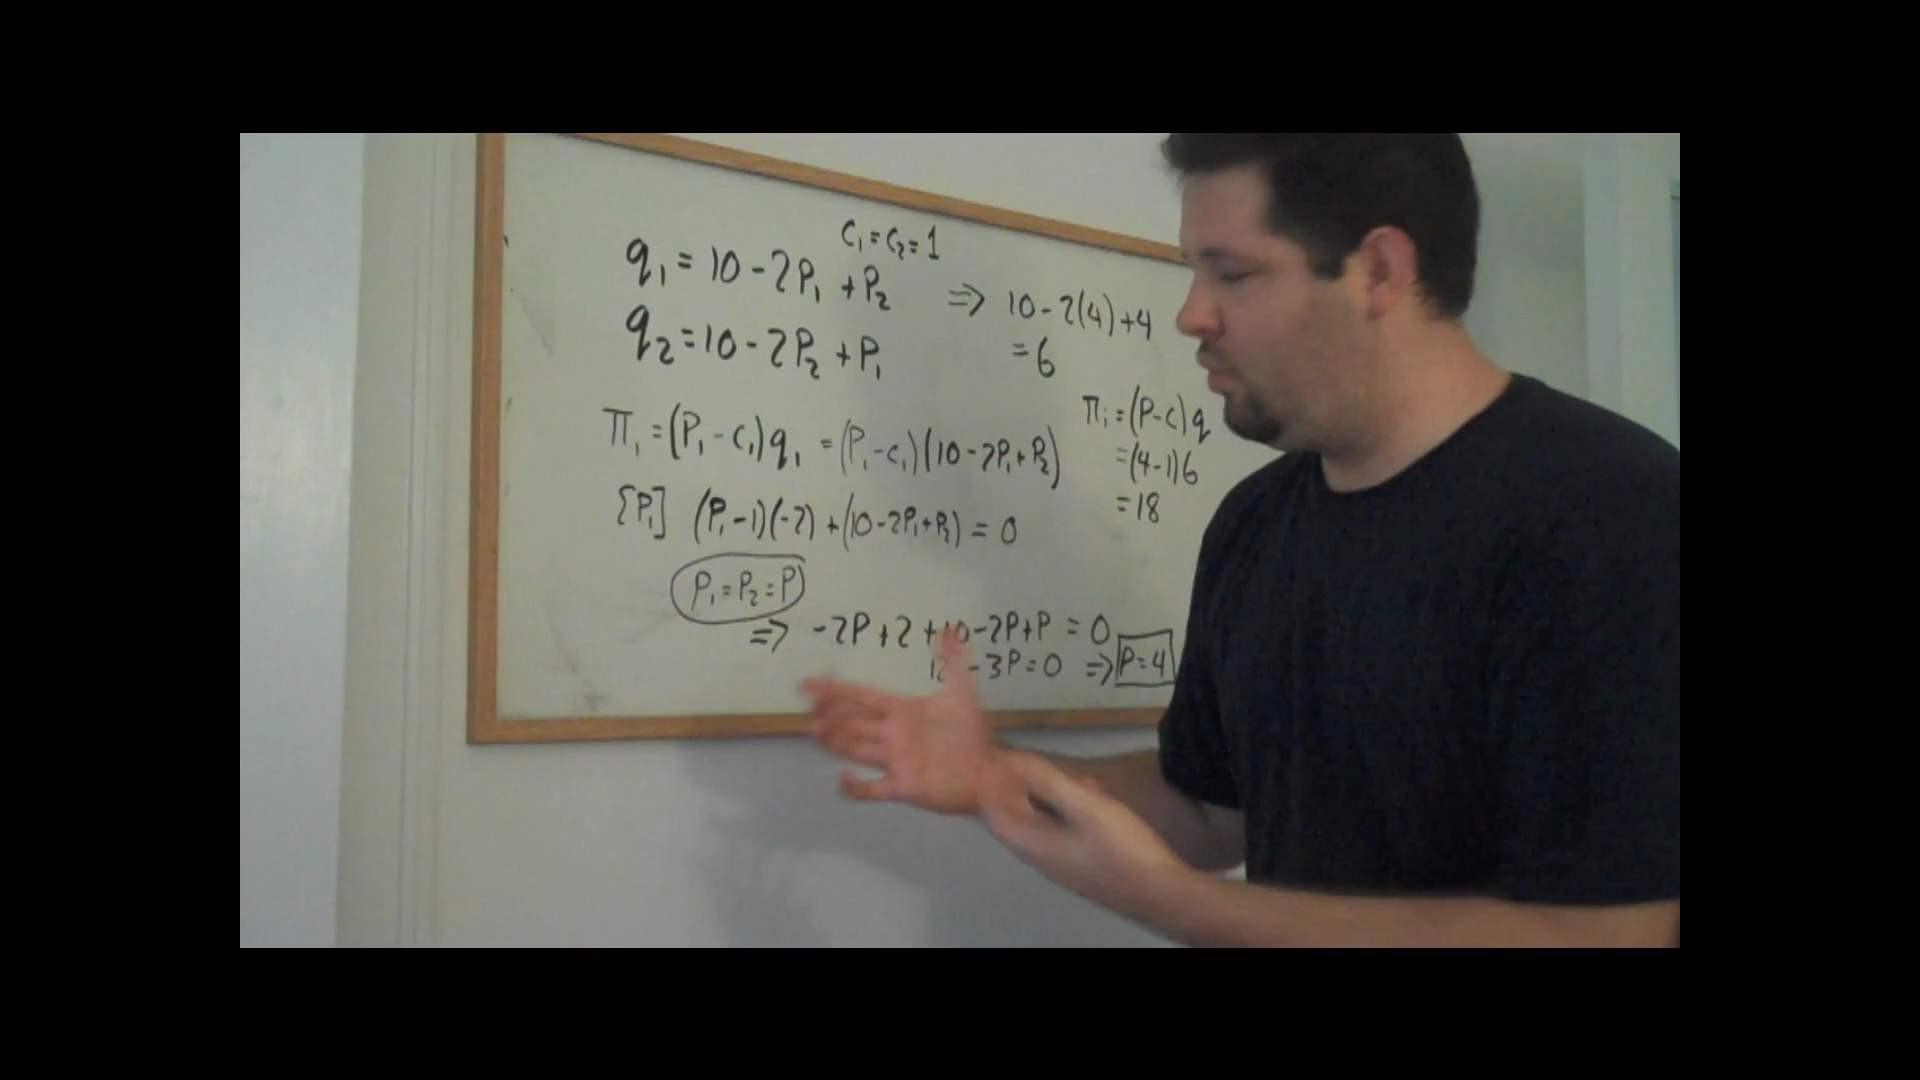 C₁=C₂=1
q₁ = 10 - 2P₁ + P₂ ⇒ 10 - 2(4) + 4
q₂ = 10 - 2P₂ + P₁ = 6
Π₁ = (P₁ - C₁)q₁ = (P₁ - C₁)(10 - 2P₁ + P₂)
[P₁] (P₁ - 1)(-2) + (10 - 2P₁ + P₂) = 0
P₁ = P₂ = P
⇒ -2P + 2 + 10 - 2P + P = 0
12 - 3P = 0 ⇒ P = 4
Πᵢ = (P - C)q
= (4 - 1)6
= 18